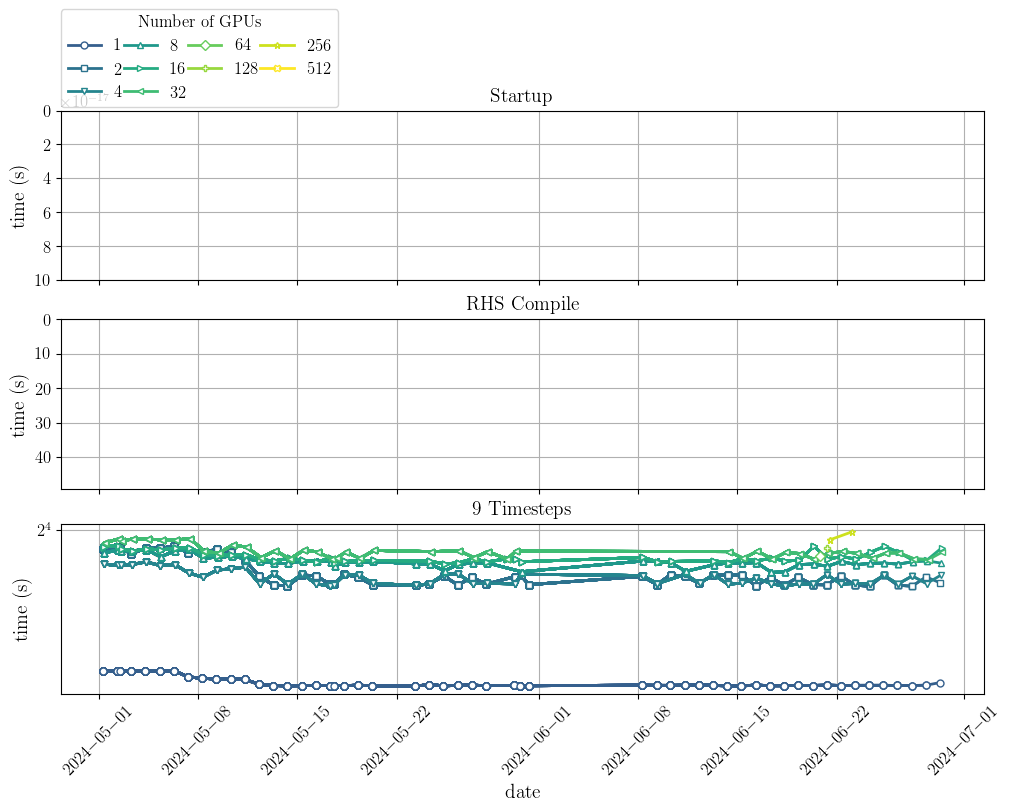 Number of GPUs
1 8 64 256
2 16 128 512
4 32
×10⁻¹⁷
Startup
0
2
4
6
8
10
time (s)
RHS Compile
0
10
20
30
40
time (s)
9 Timesteps
2⁴
time (s)
2024−05−01 2024−05−08 2024−05−15 2024−05−22 2024−06−01 2024−06−08 2024−06−15 2024−06−22 2024−07−01
date